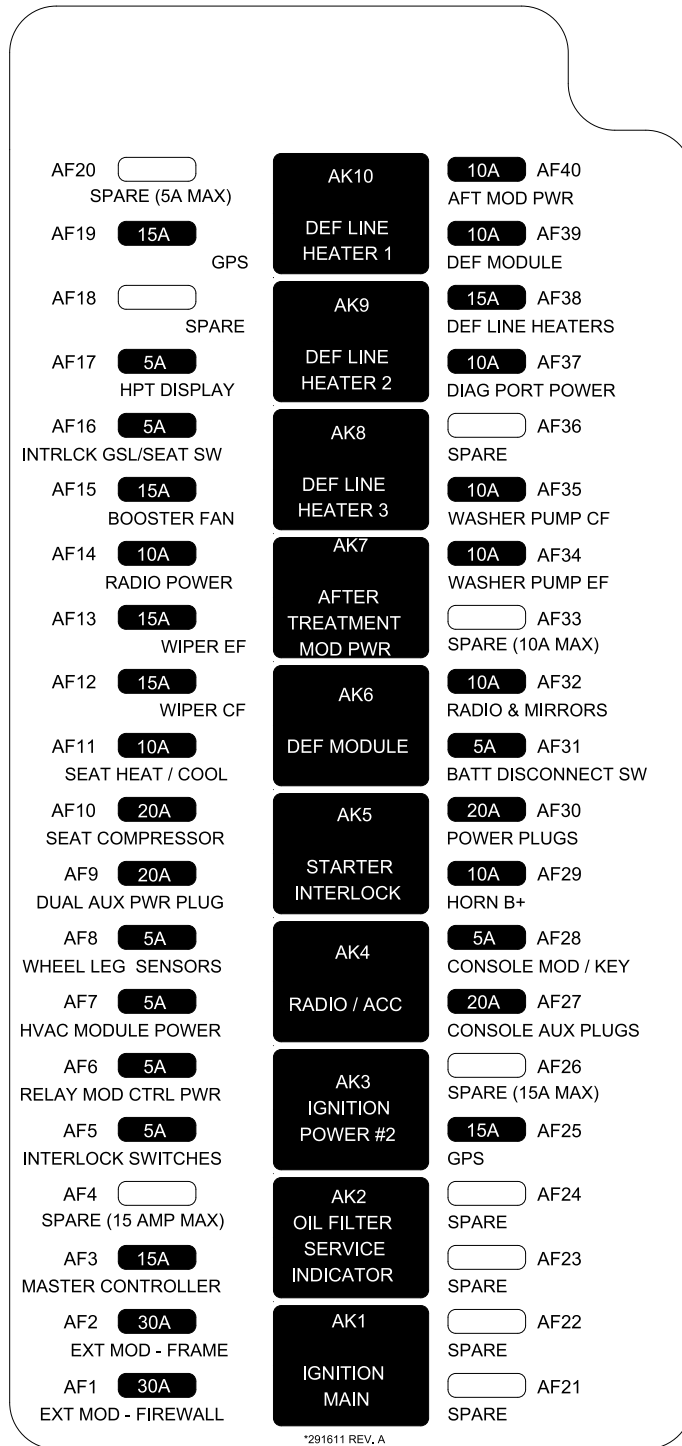 AF20
SPARE (5A MAX)
AF19 15A
GPS
AF18
SPARE
AF17 5A
HPT DISPLAY
AF16 5A
INTRLCK GSL/SEAT SW
AF15 15A
BOOSTER FAN
AF14 10A
RADIO POWER
AF13 15A
WIPER EF
AF12 15A
WIPER CF
AF11 10A
SEAT HEAT / COOL
AF10 20A
SEAT COMPRESSOR
AF9 20A
DUAL AUX PWR PLUG
AF8 5A
WHEEL LEG SENSORS
AF7 5A
HVAC MODULE POWER
AF6 5A
RELAY MOD CTRL PWR
AF5 5A
INTERLOCK SWITCHES
AF4
SPARE (15 AMP MAX)
AF3 15A
MASTER CONTROLLER
AF2 30A
EXT MOD - FRAME
AF1 30A
EXT MOD - FIREWALL
AK10
DEF LINE
HEATER 1
AK9
DEF LINE
HEATER 2
AK8
DEF LINE
HEATER 3
AK7
AFTER
TREATMENT
MOD PWR
AK6
DEF MODULE
AK5
STARTER
INTERLOCK
AK4
RADIO / ACC
AK3
IGNITION
POWER #2
AK2
OIL FILTER
SERVICE
INDICATOR
AK1
IGNITION
MAIN
10A AF40
AFT MOD PWR
10A AF39
DEF MODULE
15A AF38
DEF LINE HEATERS
10A AF37
DIAG PORT POWER
AF36
SPARE
10A AF35
WASHER PUMP CF
10A AF34
WASHER PUMP EF
AF33
SPARE (10A MAX)
10A AF32
RADIO & MIRRORS
5A AF31
BATT DISCONNECT SW
20A AF30
POWER PLUGS
10A AF29
HORN B+
5A AF28
CONSOLE MOD / KEY
20A AF27
CONSOLE AUX PLUGS
AF26
SPARE (15A MAX)
15A AF25
GPS
AF24
SPARE
AF23
SPARE
AF22
SPARE
AF21
SPARE
*291611 REV. A